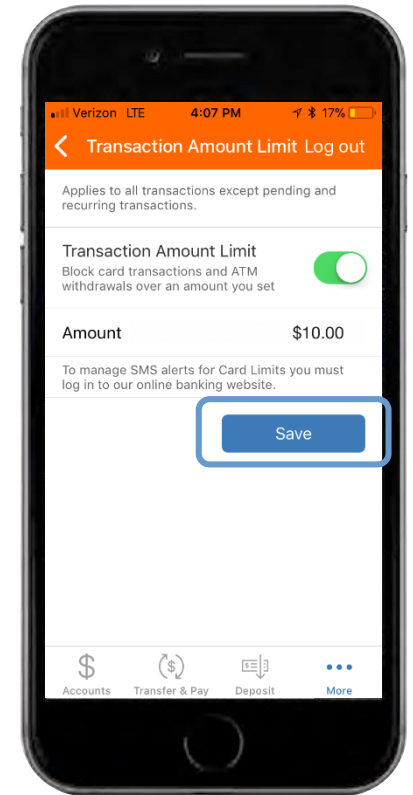 Verizon LTE 4:07 PM 17%
Transaction Amount Limit Log out
Applies to all transactions except pending and
recurring transactions.
Transaction Amount Limit
Block card transactions and ATM
withdrawals over an amount you set
Amount $10.00
To manage SMS alerts for Card Limits you must
log in to our online banking website.
Save
Accounts Transfer & Pay Deposit More